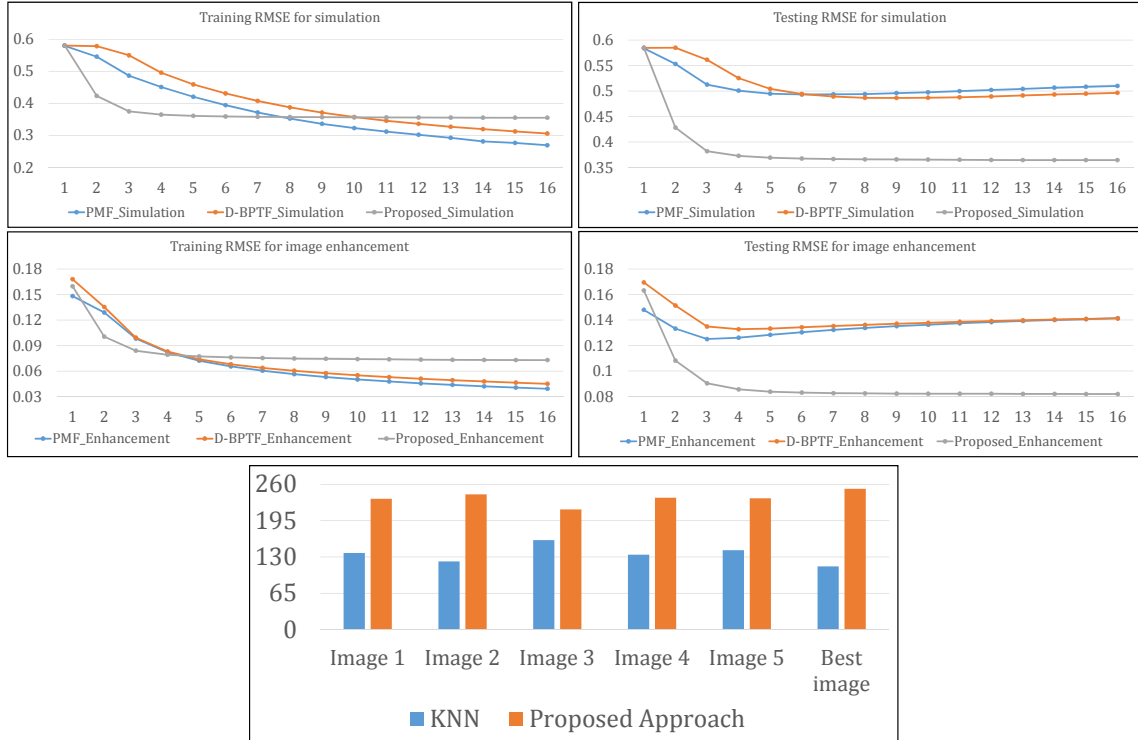 Training RMSE for simulation
0.6
0.5
0.4
0.3
0.2
1 2 3 4 5 6 7 8 9 10 11 12 13 14 15 16
PMF_Simulation D-BPTF_Simulation Proposed_Simulation
Testing RMSE for simulation
0.6
0.55
0.5
0.45
0.4
0.35
1 2 3 4 5 6 7 8 9 10 11 12 13 14 15 16
PMF_Simulation D-BPTF_Simulation Proposed_Simulation
Training RMSE for image enhancement
0.18
0.15
0.12
0.09
0.06
0.03
1 2 3 4 5 6 7 8 9 10 11 12 13 14 15 16
PMF_Enhancement D-BPTF_Enhancement Proposed_Enhancement
Testing RMSE for image enhancement
0.18
0.16
0.14
0.12
0.1
0.08
1 2 3 4 5 6 7 8 9 10 11 12 13 14 15 16
PMF_Enhancement D-BPTF_Enhancement Proposed_Enhancement
260
195
130
65
0
Image 1 Image 2 Image 3 Image 4 Image 5 Best
image
KNN Proposed Approach